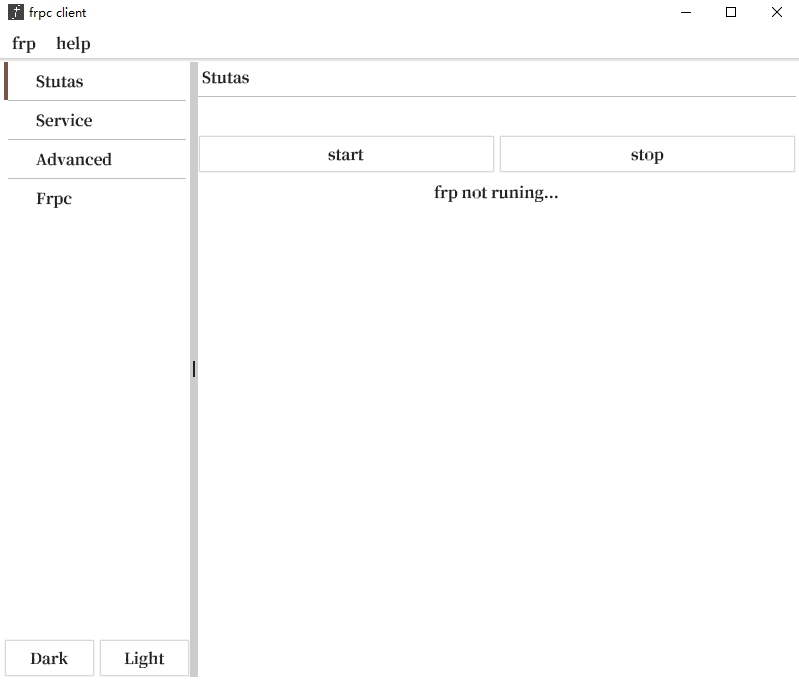 frpc client
frp help
Stutas
Service
Advanced
Frpc
Stutas
start stop
frp not runing...
Dark Light